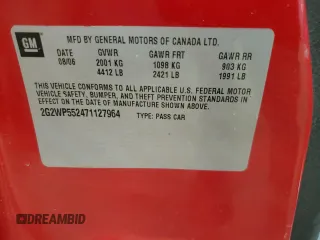 GM
MFD BY GENERAL MOTORS OF CANADA LTD.
DATE GVWR GAWR FRT GAWR RR
08/06 2001 KG 1098 KG 903 KG
4412 LB 2421 LB 1991 LB
THIS VEHICLE CONFORMS TO ALL APPLICABLE U.S. FEDERAL MOTOR
VEHICLE SAFETY, BUMPER, AND THEFT PREVENTION STANDARDS IN
EFFECT ON THE DATE OF MANUFACTURE SHOWN ABOVE.
2G2WP552471127964 TYPE: PASS CAR
DREAMBID